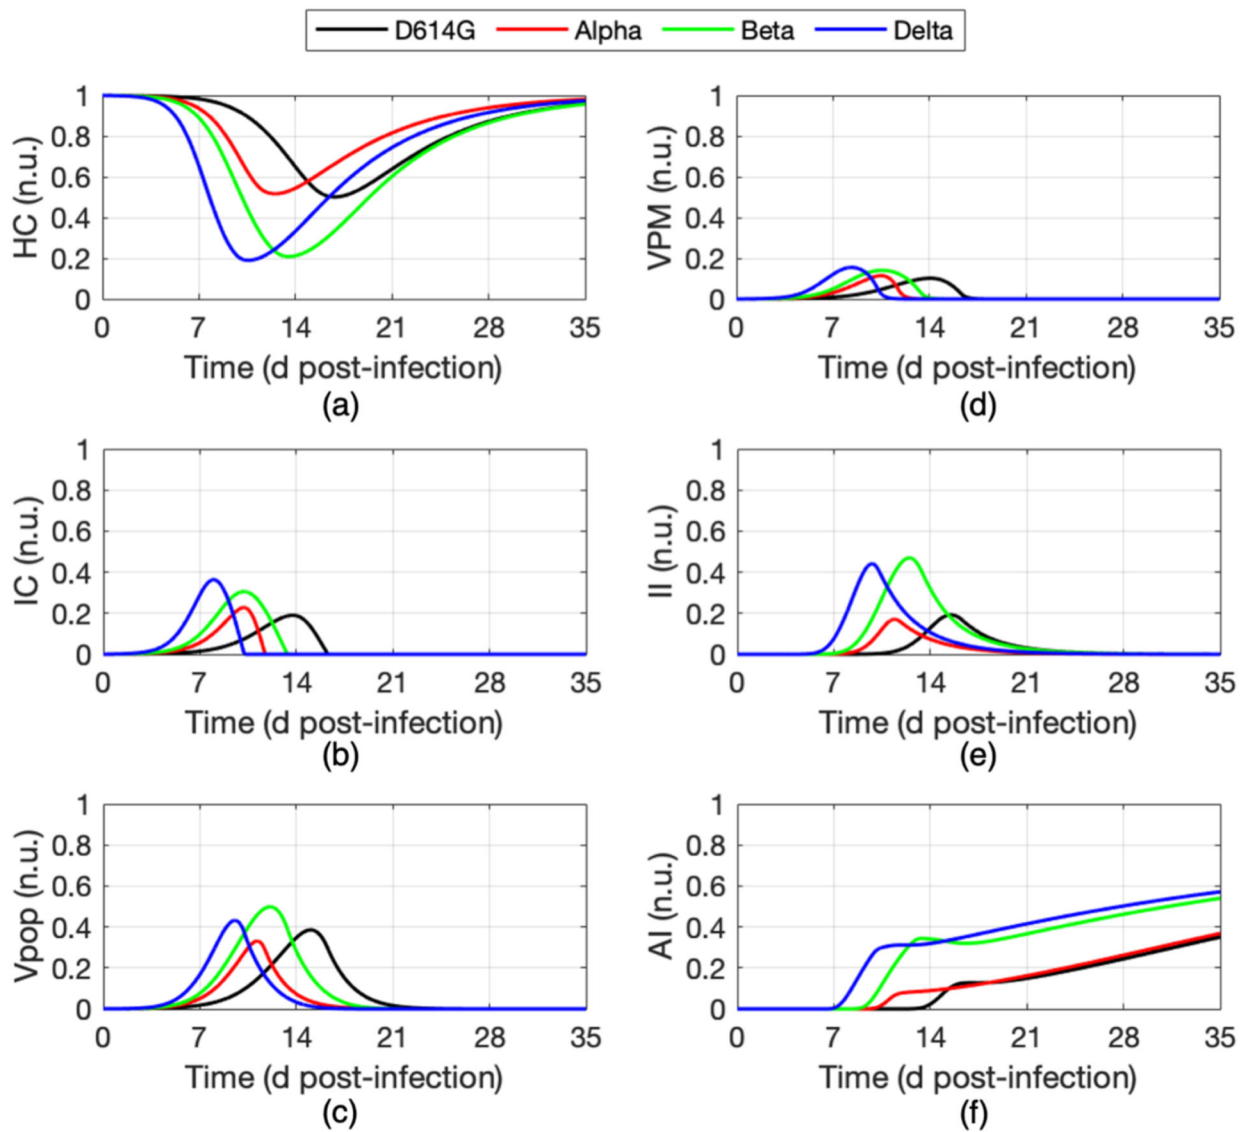 D614G Alpha Beta Delta
HC (n.u.)
1
0.8
0.6
0.4
0.2
0
0 7 14 21 28 35
Time (d post-infection)
(a)
VPM (n.u.)
1
0.8
0.6
0.4
0.2
0
0 7 14 21 28 35
Time (d post-infection)
(d)
IC (n.u.)
1
0.8
0.6
0.4
0.2
0
0 7 14 21 28 35
Time (d post-infection)
(b)
II (n.u.)
1
0.8
0.6
0.4
0.2
0
0 7 14 21 28 35
Time (d post-infection)
(e)
Vpop (n.u.)
1
0.8
0.6
0.4
0.2
0
0 7 14 21 28 35
Time (d post-infection)
(c)
AI (n.u.)
1
0.8
0.6
0.4
0.2
0
0 7 14 21 28 35
Time (d post-infection)
(f)